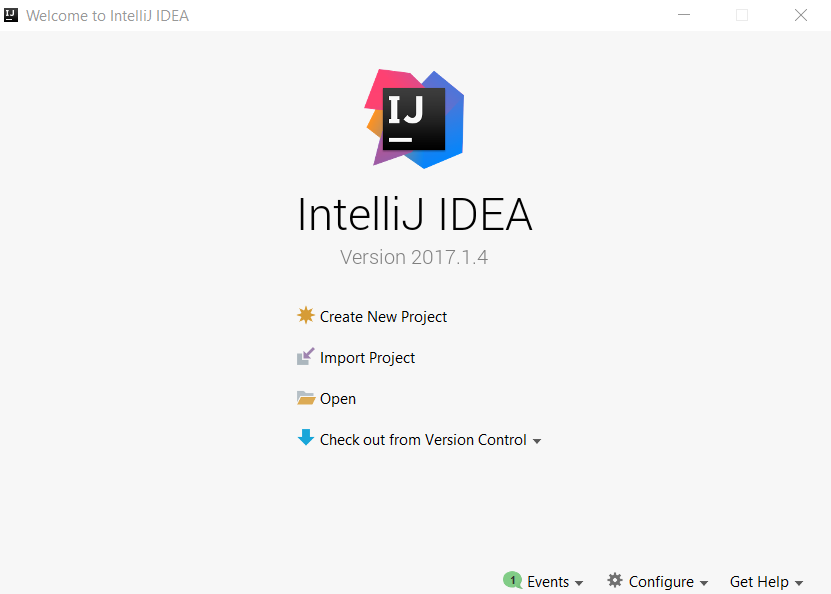 Welcome to IntelliJ IDEA
IJ
IntelliJ IDEA
Version 2017.1.4
Create New Project
Import Project
Open
Check out from Version Control
1 Events Configure Get Help